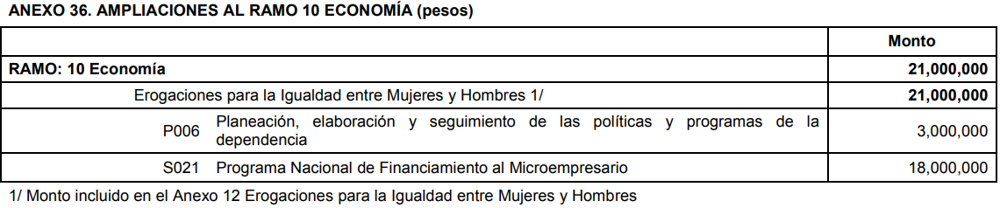 ANEXO 36. AMPLIACIONES AL RAMO 10 ECONOMÍA (pesos)
Monto
RAMO: 10 Economía 21,000,000
Erogaciones para la Igualdad entre Mujeres y Hombres 1/ 21,000,000
P006 Planeación, elaboración y seguimiento de las políticas y programas de la
dependencia 3,000,000
S021 Programa Nacional de Financiamiento al Microempresario 18,000,000
1/ Monto incluido en el Anexo 12 Erogaciones para la Igualdad entre Mujeres y Hombres